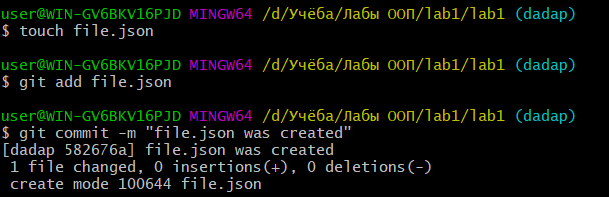 user@WIN-GV6BKV16PJD MINGW64 /d/Учёба/Лабы ООП/lab1/lab1 (dadap)
$ touch file.json
user@WIN-GV6BKV16PJD MINGW64 /d/Учёба/Лабы ООП/lab1/lab1 (dadap)
$ git add file.json
user@WIN-GV6BKV16PJD MINGW64 /d/Учёба/Лабы ООП/lab1/lab1 (dadap)
$ git commit -m "file.json was created"
[dadap 582676a] file.json was created
 1 file changed, 0 insertions(+), 0 deletions(-)
 create mode 100644 file.json